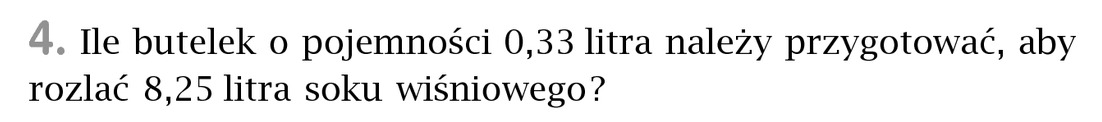 4. Ile butelek o pojemności 0,33 litra należy przygotować, aby
rozlać 8,25 litra soku wiśniowego?